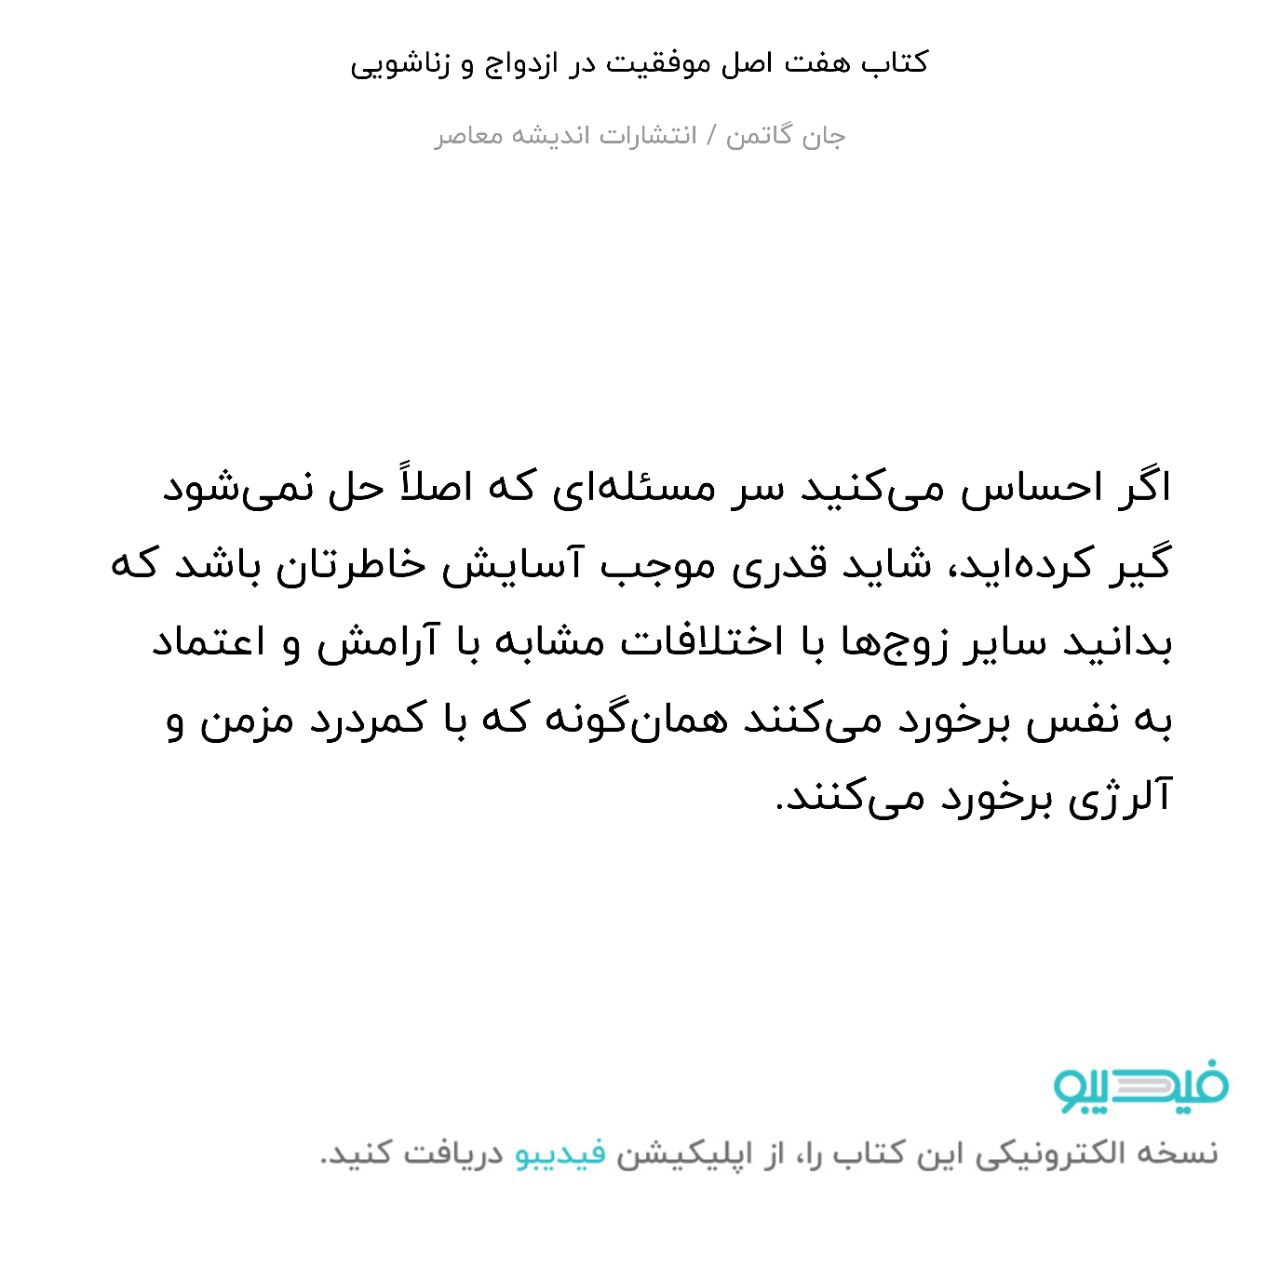 کتاب هفت اصل موفقیت در ازدواج و زناشویی
جان گاتمن / انتشارات اندیشه معاصر
اگر احساس می‌کنید سر مسئله‌ای که اصلاً حل نمی‌شود
گیر کرده‌اید، شاید قدری موجب آسایش خاطرتان باشد که
بدانید سایر زوج‌ها با اختلافات مشابه با آرامش و اعتماد
به نفس برخورد می‌کنند همان‌گونه که با کمردرد مزمن و
آلرژی برخورد می‌کنند.
فیدیبو
نسخه الکترونیکی این کتاب را، از اپلیکیشن فیدیبو دریافت کنید.